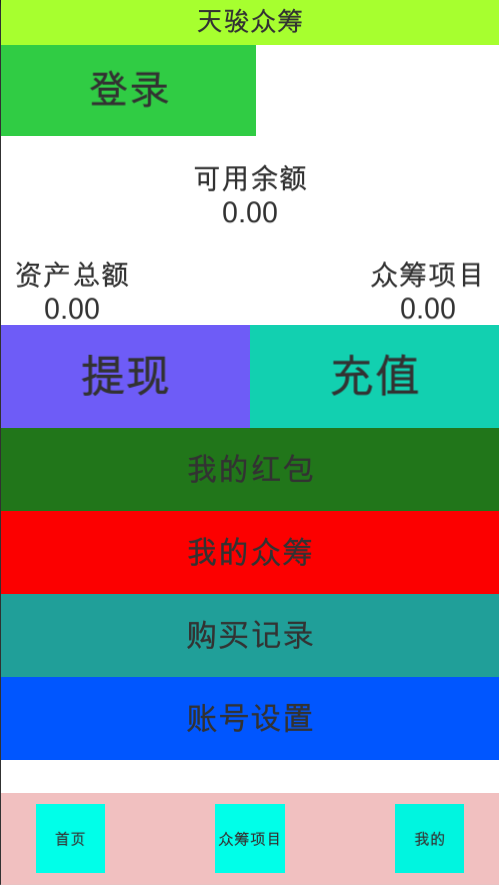 天骏众筹
登录
可用余额
0.00
资产总额
众筹项目
0.00
0.00
提现
充值
我的红包
我的众筹
购买记录
账号设置
首页
众筹项目
我的